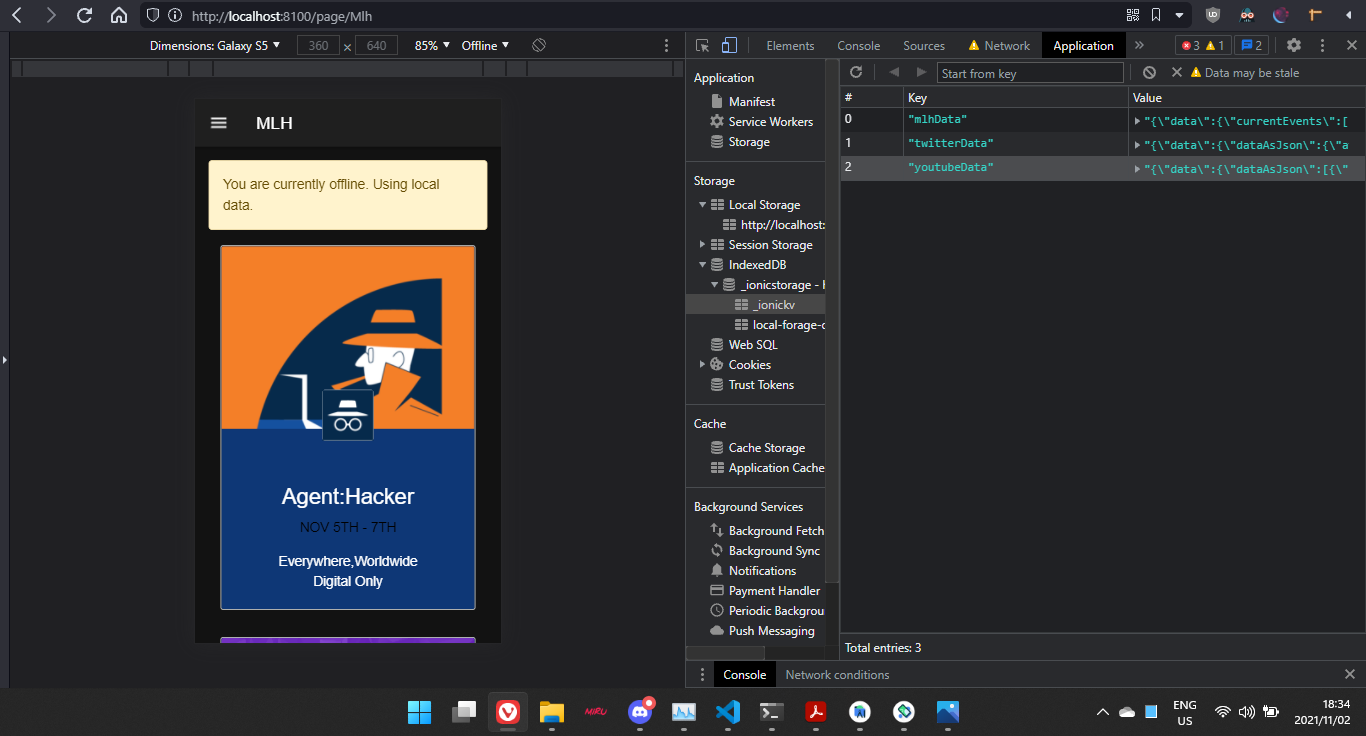 http://localhost:8100/page/Mlh
Dimensions: Galaxy S5 ▼ 360 × 640 85% ▼ Offline ▼
Elements Console Sources Network Application » 3 1 2
MLH
You are currently offline. Using local
data.
Agent:Hacker
NOV 5TH - 7TH
Everywhere,Worldwide
Digital Only
Application
Manifest
Service Workers
Storage
Storage
Local Storage
http://localhost:
Session Storage
IndexedDB
_ionicstorage -
_ionickv
local-forage-
Web SQL
Cookies
Trust Tokens
Cache
Cache Storage
Application Cache
Background Services
Background Fetch
Background Sync
Notifications
Payment Handler
Periodic Backgrou
Push Messaging
Start from key
Data may be stale
# Key Value
0 "mlhData" "{\"data\":{\"currentEvents\":[
1 "twitterData" "{\"data\":{\"dataAsJson\":{\"a
2 "youtubeData" "{\"data\":{\"dataAsJson\":[{\"
Total entries: 3
Console Network conditions
MiRU
ENG
US
18:34
2021/11/02